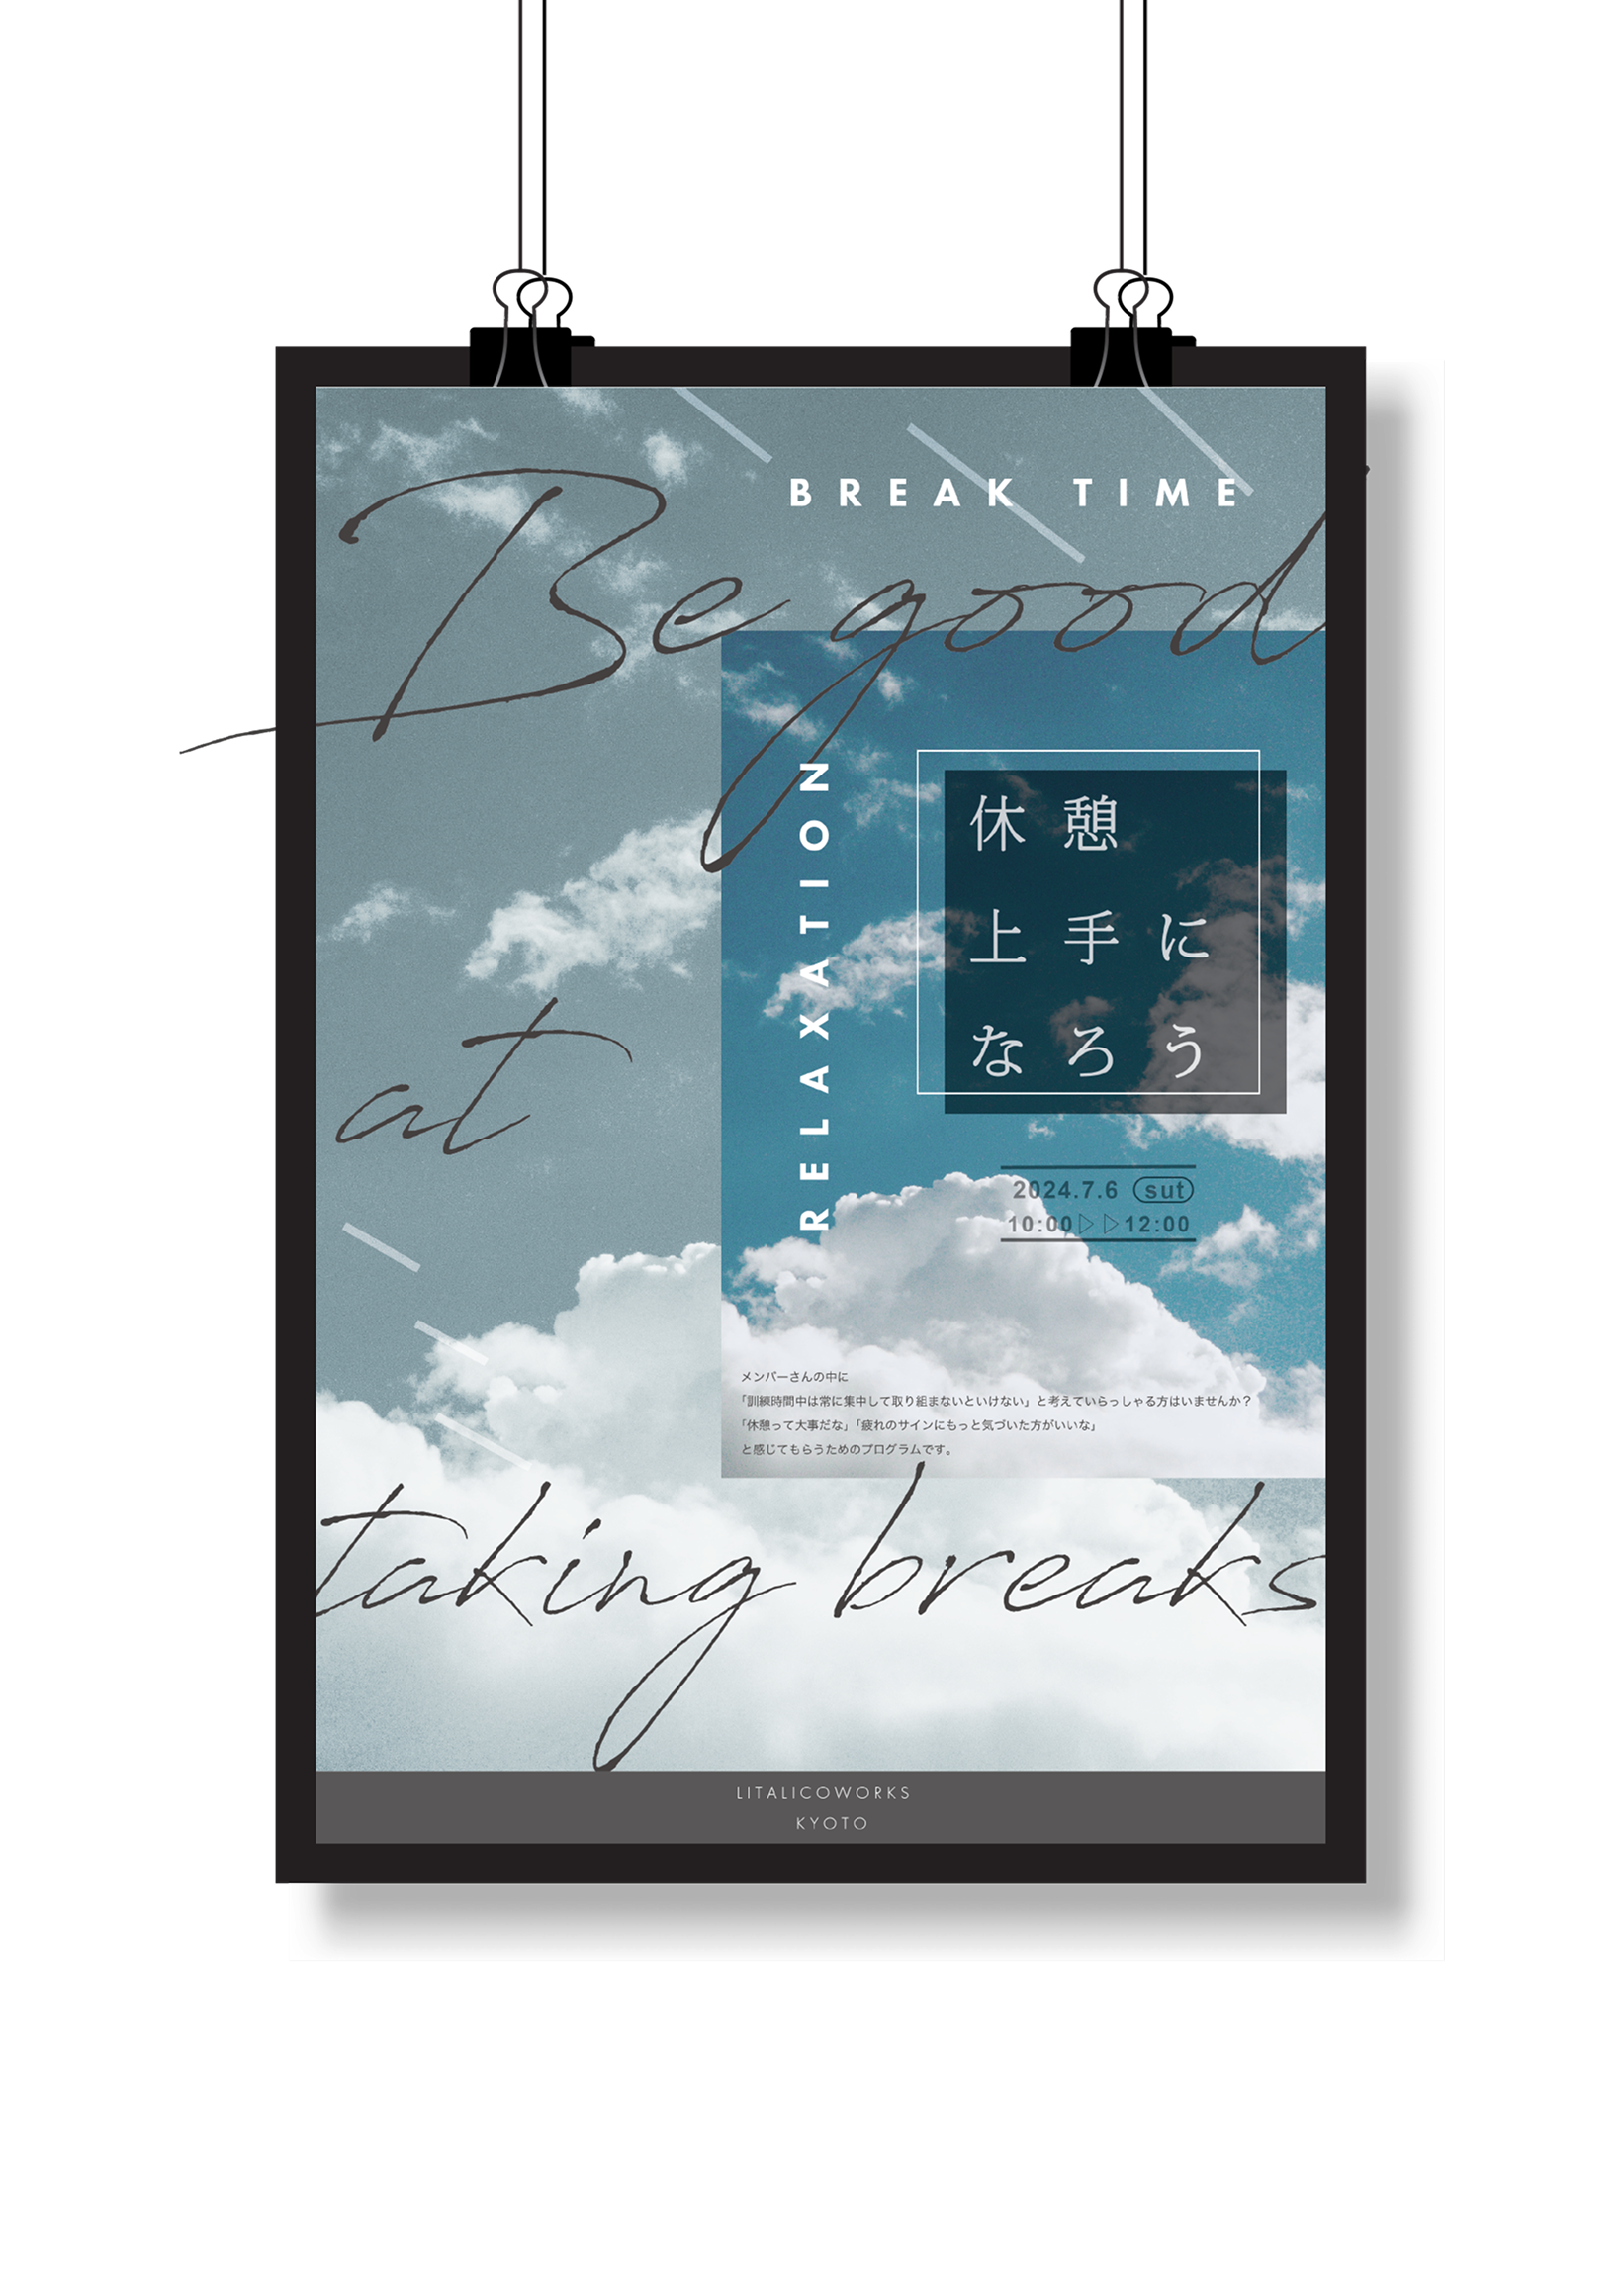 BREAK TIME
Be good
RELAXATION
休憩
上手に
なろう
at
2024.7.6 sut
10:00▷▷12:00
メンバーさんの中に
「訓練時間中は常に集中して取り組まないといけない」と考えていらっしゃる方はいませんか？
「休憩って大事だな」「疲れのサインにもっと気づいた方がいいな」
と感じてもらうためのプログラムです。
taking breaks
LITALICOWORKS
KYOTO